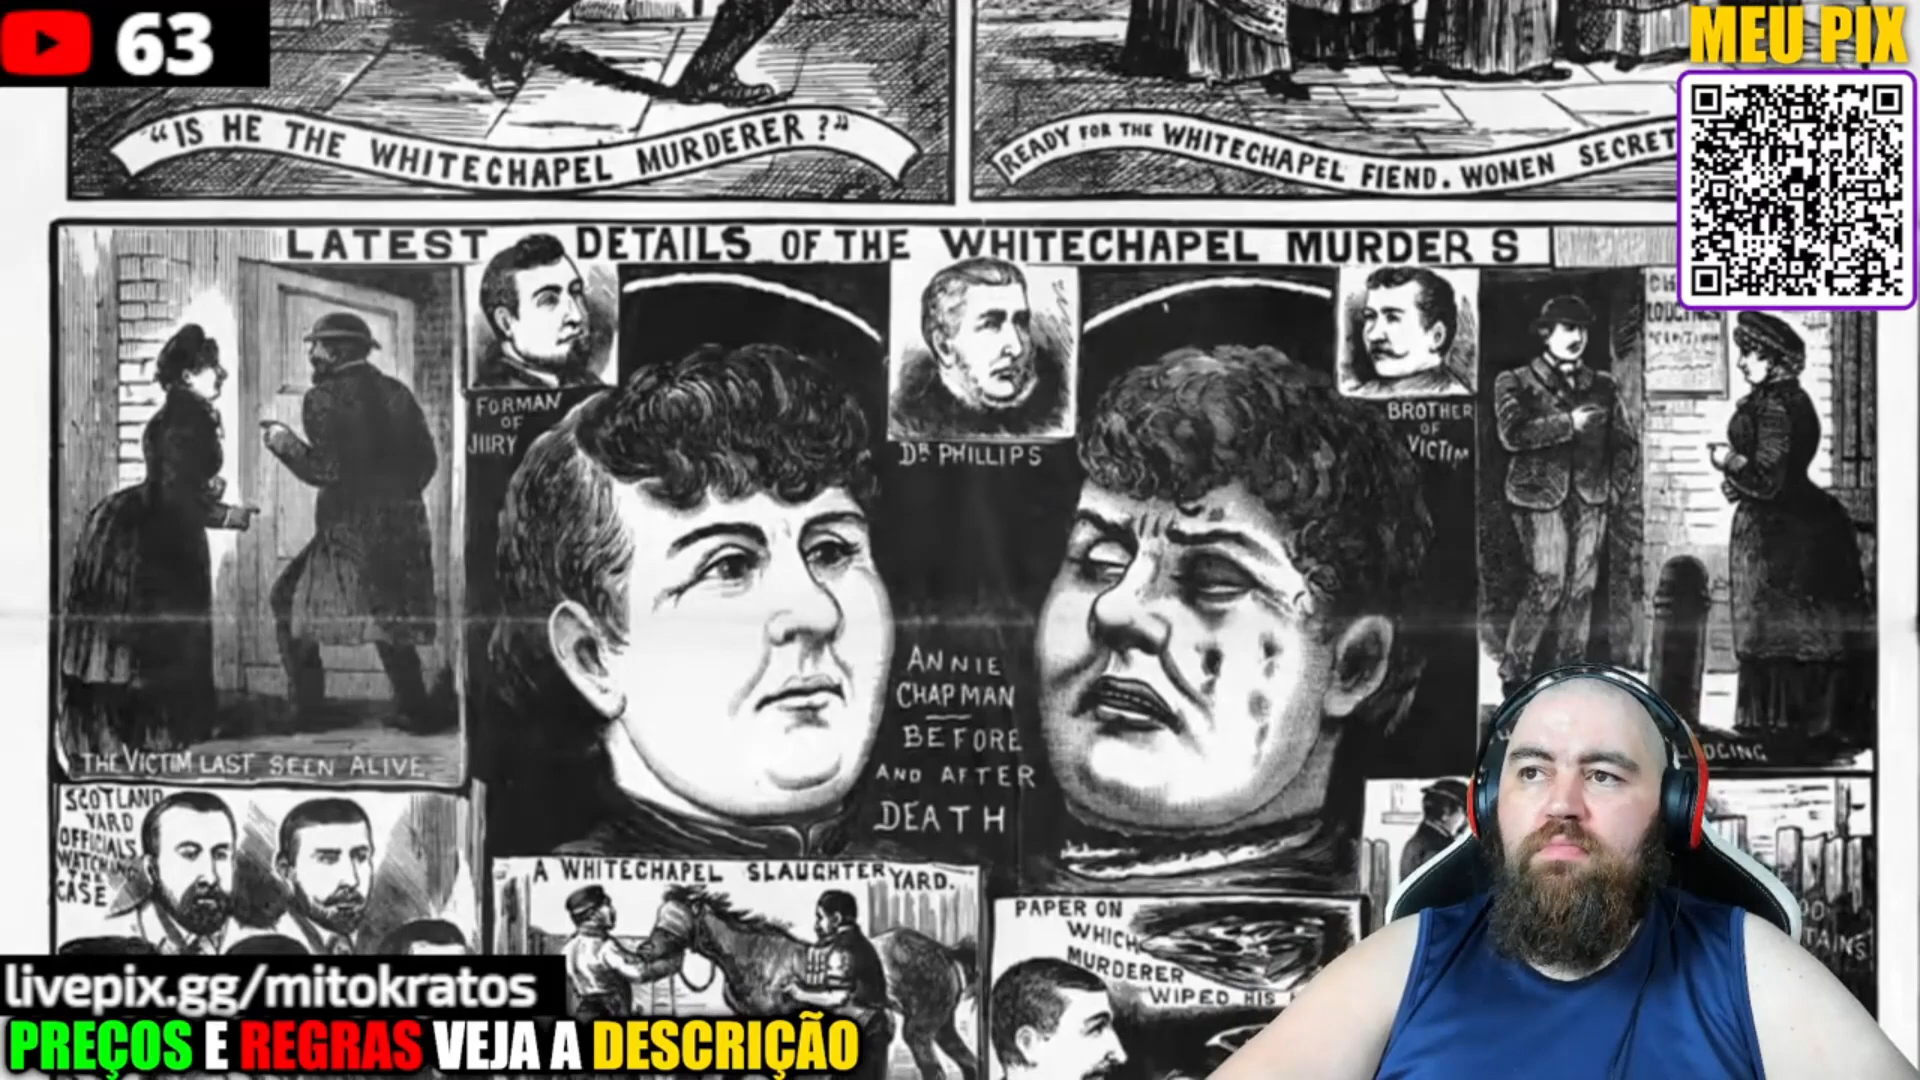 63
MEU PIX
"IS HE THE WHITECHAPEL MURDERER?"
READY FOR THE WHITECHAPEL FIEND. WOMEN SECRET
LATEST DETAILS OF THE WHITECHAPEL MURDERS
FORMAN
OF
JURY
DR PHILLIPS
BROTHER
OF
VICTIM
ANNIE
CHAPMAN
BEFORE
AND AFTER
DEATH
THE VICTIM LAST SEEN ALIVE
SCOTLAND
YARD
OFFICIALS
WATCHING
THE
CASE
A WHITECHAPEL SLAUGHTER YARD.
PAPER ON
WHICH
MURDERER
WIPED HIS
livepix.gg/mitokratos
PREÇOS E REGRAS VEJA A DESCRIÇÃO